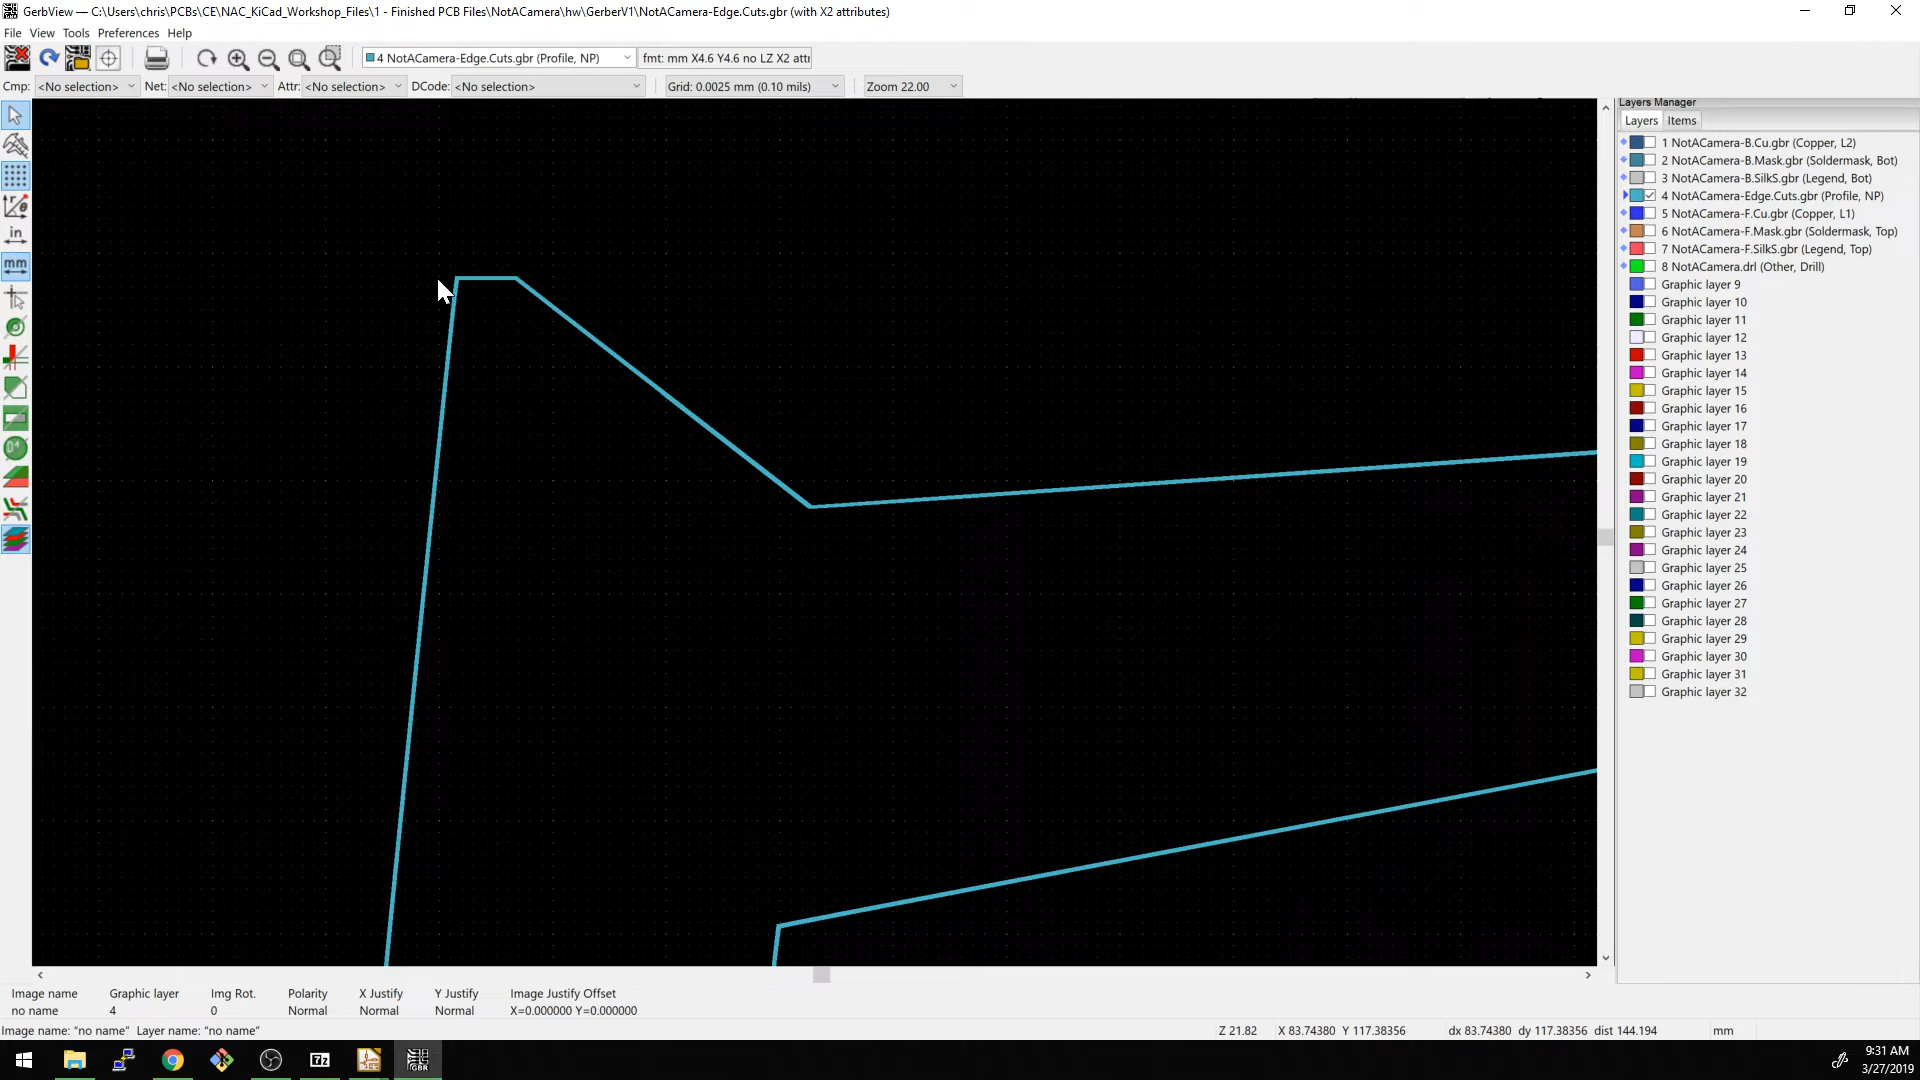 GerbView — C:\Users\chris\PCBs\CE\NAC_KiCad_Workshop_Files\1 - Finished PCB Files\NotACamera\hw\GerberV1\NotACamera-Edge.Cuts.gbr (with X2 attributes)
File View Tools Preferences Help
4 NotACamera-Edge.Cuts.gbr (Profile, NP) fmt: mm X4.6 Y4.6 no LZ X2 attri
Cmp: <No selection> Net: <No selection> Attr: <No selection> DCode: <No selection> Grid: 0.0025 mm (0.10 mils) Zoom 22.00
Layers Manager
Layers Items
1 NotACamera-B.Cu.gbr (Copper, L2)
2 NotACamera-B.Mask.gbr (Soldermask, Bot)
3 NotACamera-B.SilkS.gbr (Legend, Bot)
4 NotACamera-Edge.Cuts.gbr (Profile, NP)
5 NotACamera-F.Cu.gbr (Copper, L1)
6 NotACamera-F.Mask.gbr (Soldermask, Top)
7 NotACamera-F.SilkS.gbr (Legend, Top)
8 NotACamera.drl (Other, Drill)
Graphic layer 9
Graphic layer 10
Graphic layer 11
Graphic layer 12
Graphic layer 13
Graphic layer 14
Graphic layer 15
Graphic layer 16
Graphic layer 17
Graphic layer 18
Graphic layer 19
Graphic layer 20
Graphic layer 21
Graphic layer 22
Graphic layer 23
Graphic layer 24
Graphic layer 25
Graphic layer 26
Graphic layer 27
Graphic layer 28
Graphic layer 29
Graphic layer 30
Graphic layer 31
Graphic layer 32
in
mm
Image name Graphic layer Img Rot. Polarity X Justify Y Justify Image Justify Offset
no name 4 0 Normal Normal Normal X=0.000000 Y=0.000000
Image name: "no name" Layer name: "no name" Z 21.82 X 83.74380 Y 117.38356 dx 83.74380 dy 117.38356 dist 144.194 mm
7z
GBR
9:31 AM
3/27/2019